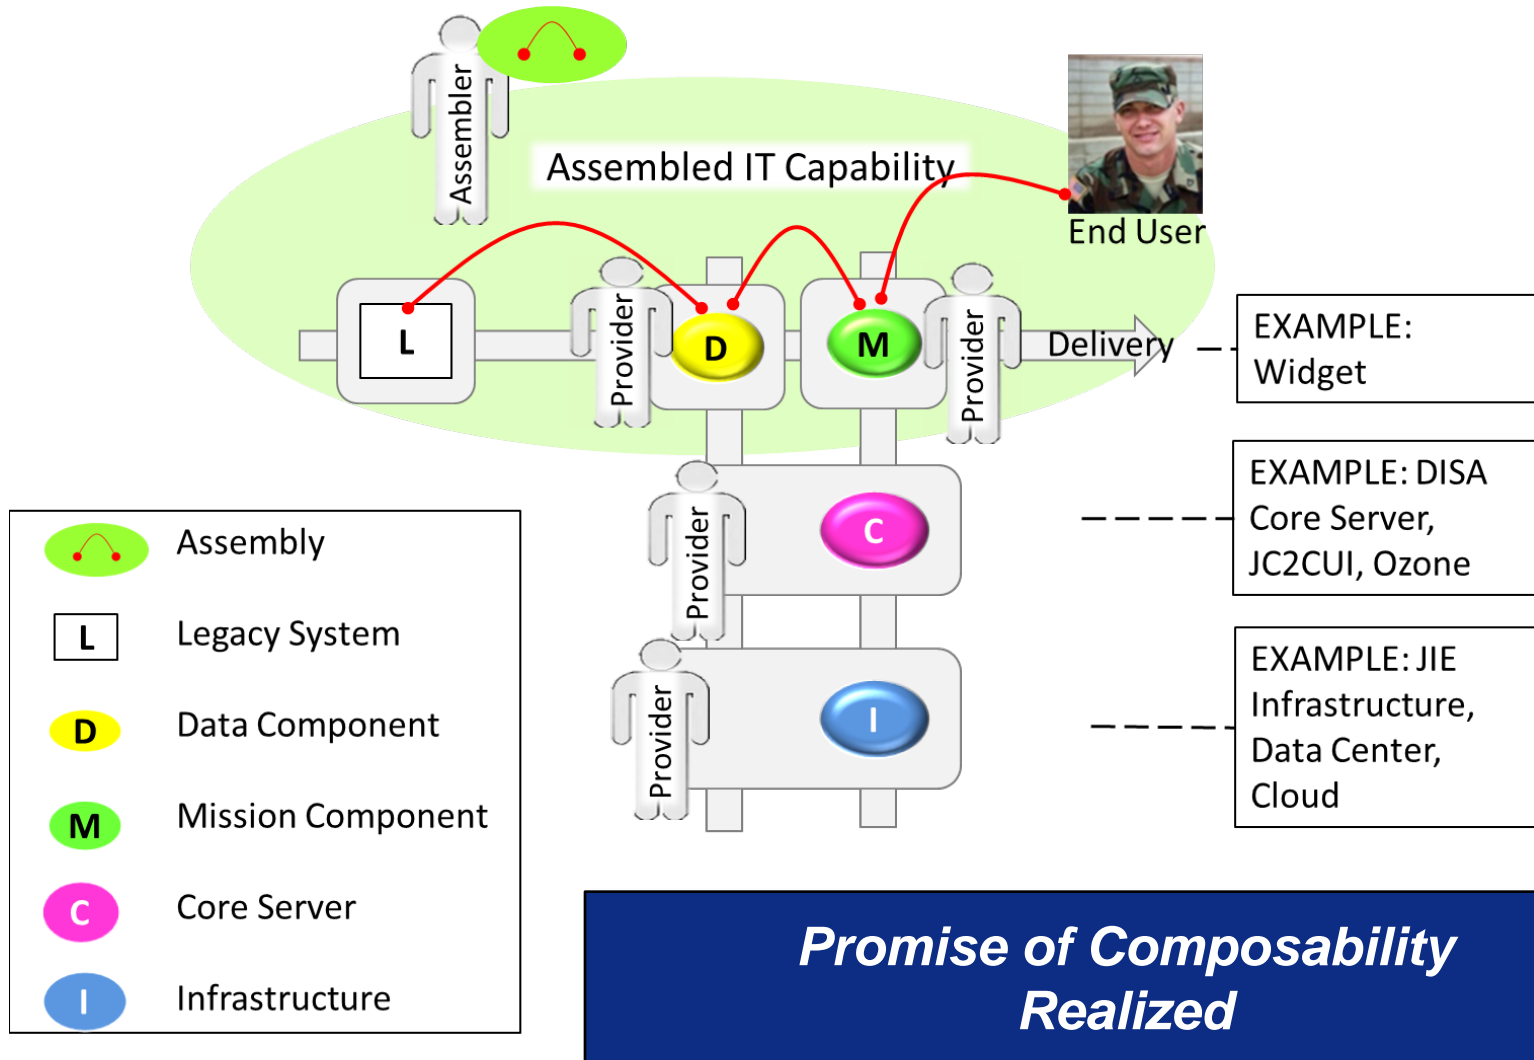 Assembler
Assembled IT Capability
End User
L
Provider
D
M
Provider
Delivery
EXAMPLE:
Widget
Provider
C
EXAMPLE: DISA
Core Server,
JC2CUI, Ozone
Provider
I
EXAMPLE: JIE
Infrastructure,
Data Center,
Cloud
Assembly
L Legacy System
D Data Component
M Mission Component
C Core Server
I Infrastructure
Promise of Composability
Realized